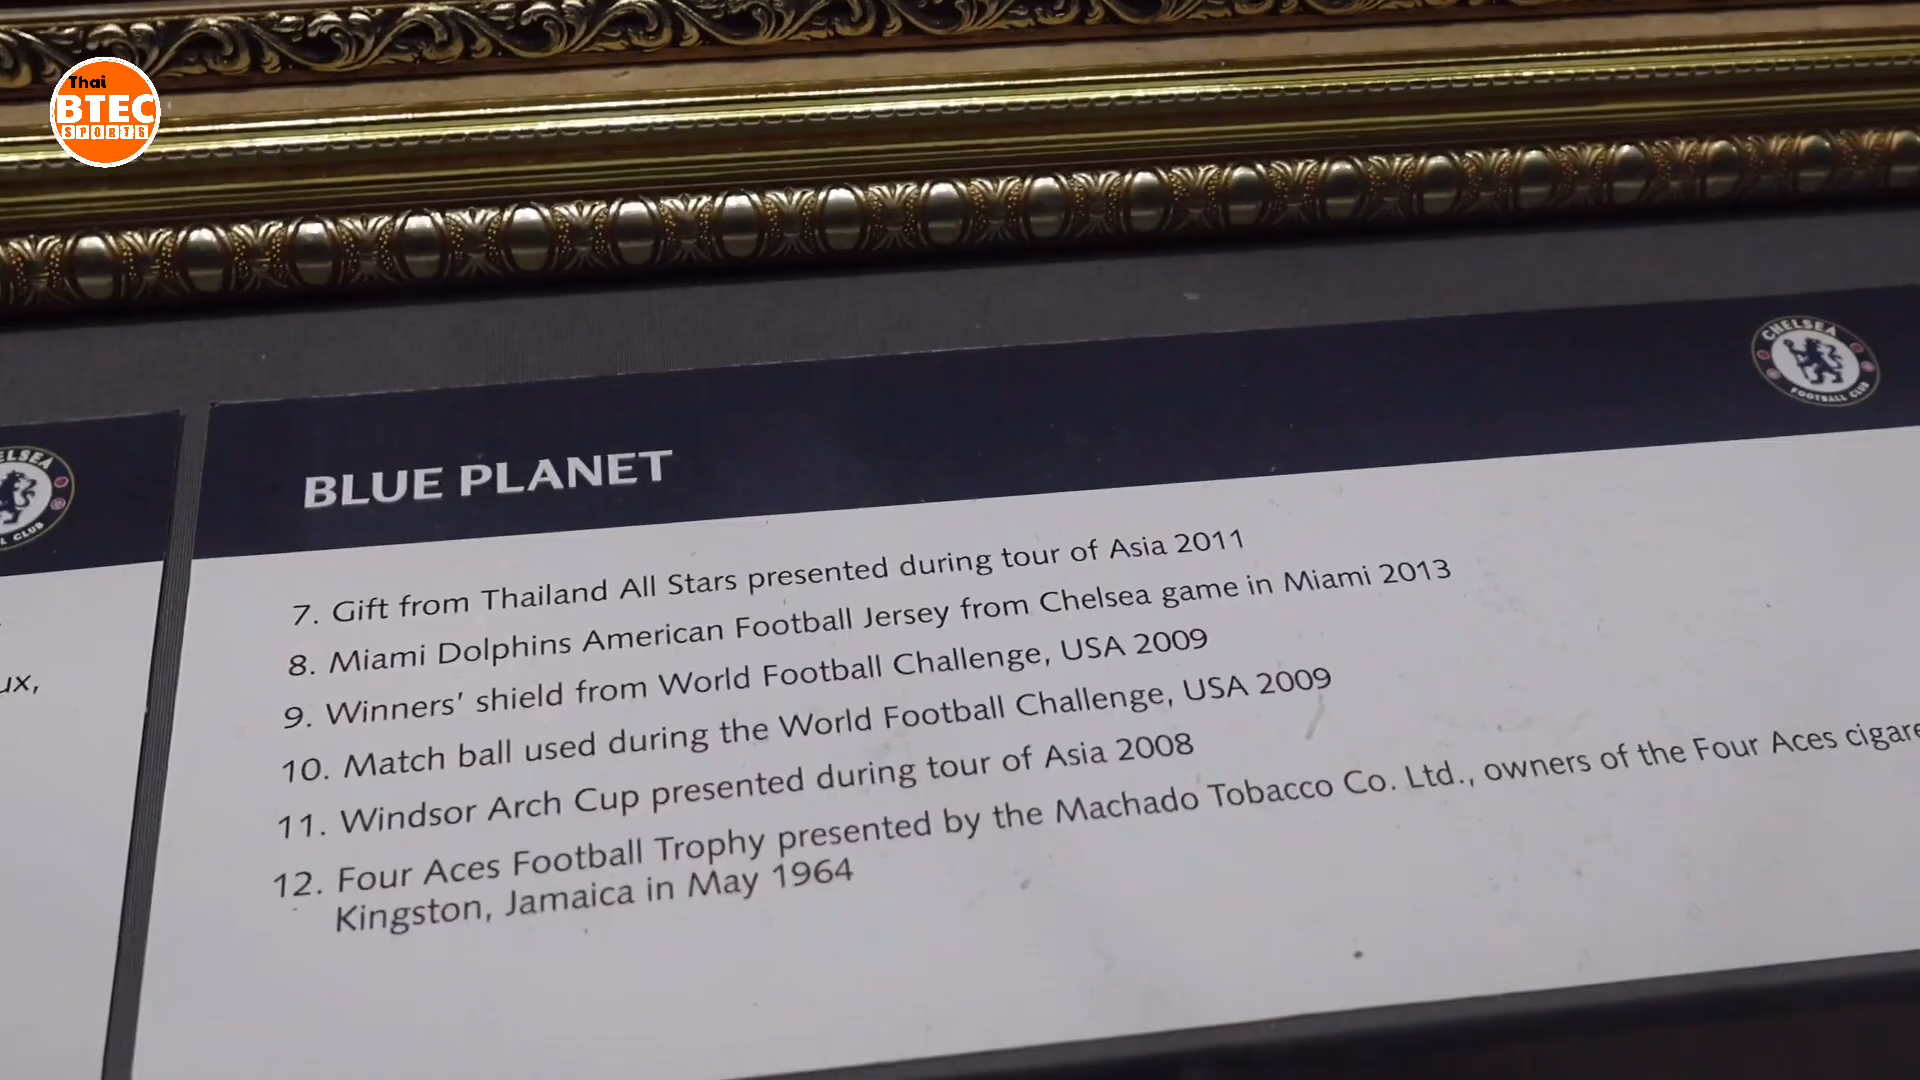 Thai
BTEC
SPORTS
CHELSEA
FOOTBALL CLUB
BLUE PLANET
7. Gift from Thailand All Stars presented during tour of Asia 2011
8. Miami Dolphins American Football Jersey from Chelsea game in Miami 2013
9. Winners' shield from World Football Challenge, USA 2009
10. Match ball used during the World Football Challenge, USA 2009
11. Windsor Arch Cup presented during tour of Asia 2008
12. Four Aces Football Trophy presented by the Machado Tobacco Co. Ltd., owners of the Four Aces
Kingston, Jamaica in May 1964
CLUB